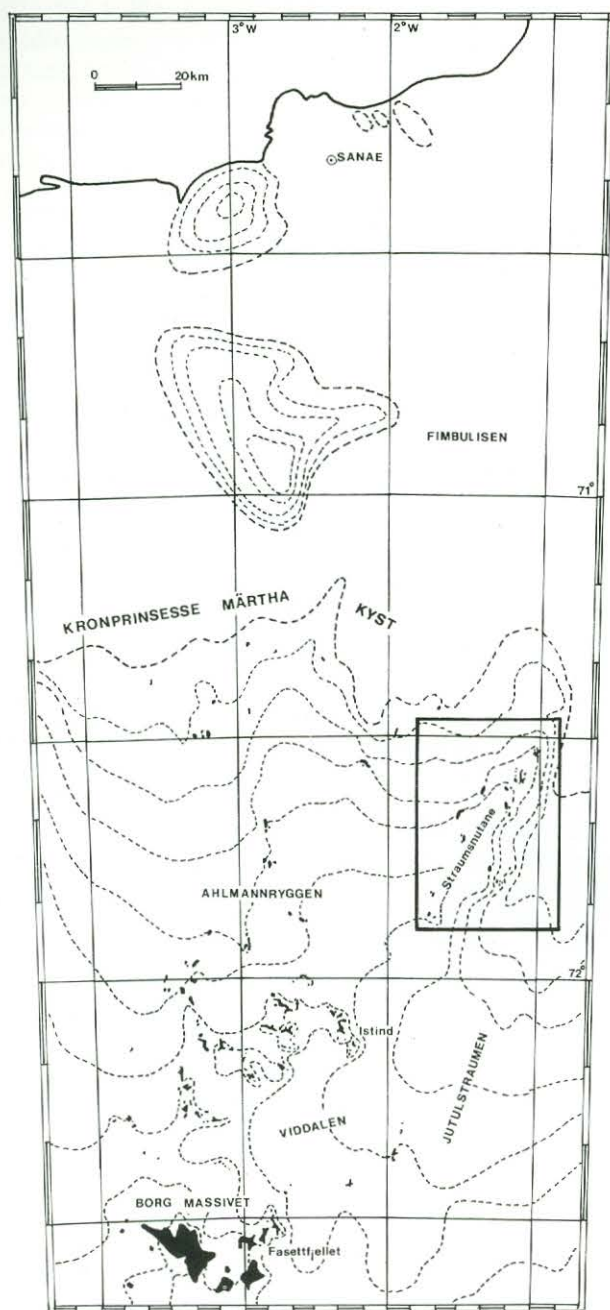 3°W
2°W
0
20km
SANAE
FIMBULISEN
71°
KRONPRINSESSE MÄRTHA KYST
Straumsnutane
AHLMANNRYGGEN
72°
Istind
JUTULSTRAUMEN
VIDDALEN
BORG MASSIVET
Fasettfjellet